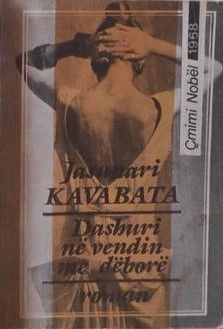 Çmimi Nobël 1968
Jasunari
KAVABATA
Dashuri
në vendin
me dëborë
roman